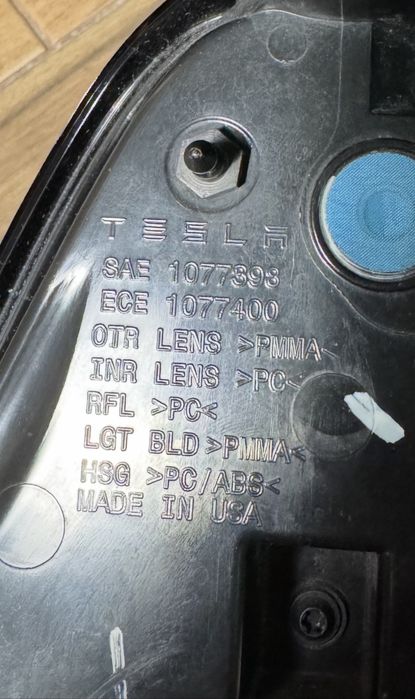 TESLA
SAE 1077398
ECE 1077400
OTR LENS >PMMA<
INR LENS >PC<
RFL >PC<
LGT BLD >PMMA<
HSG >PC/ABS<
MADE IN USA